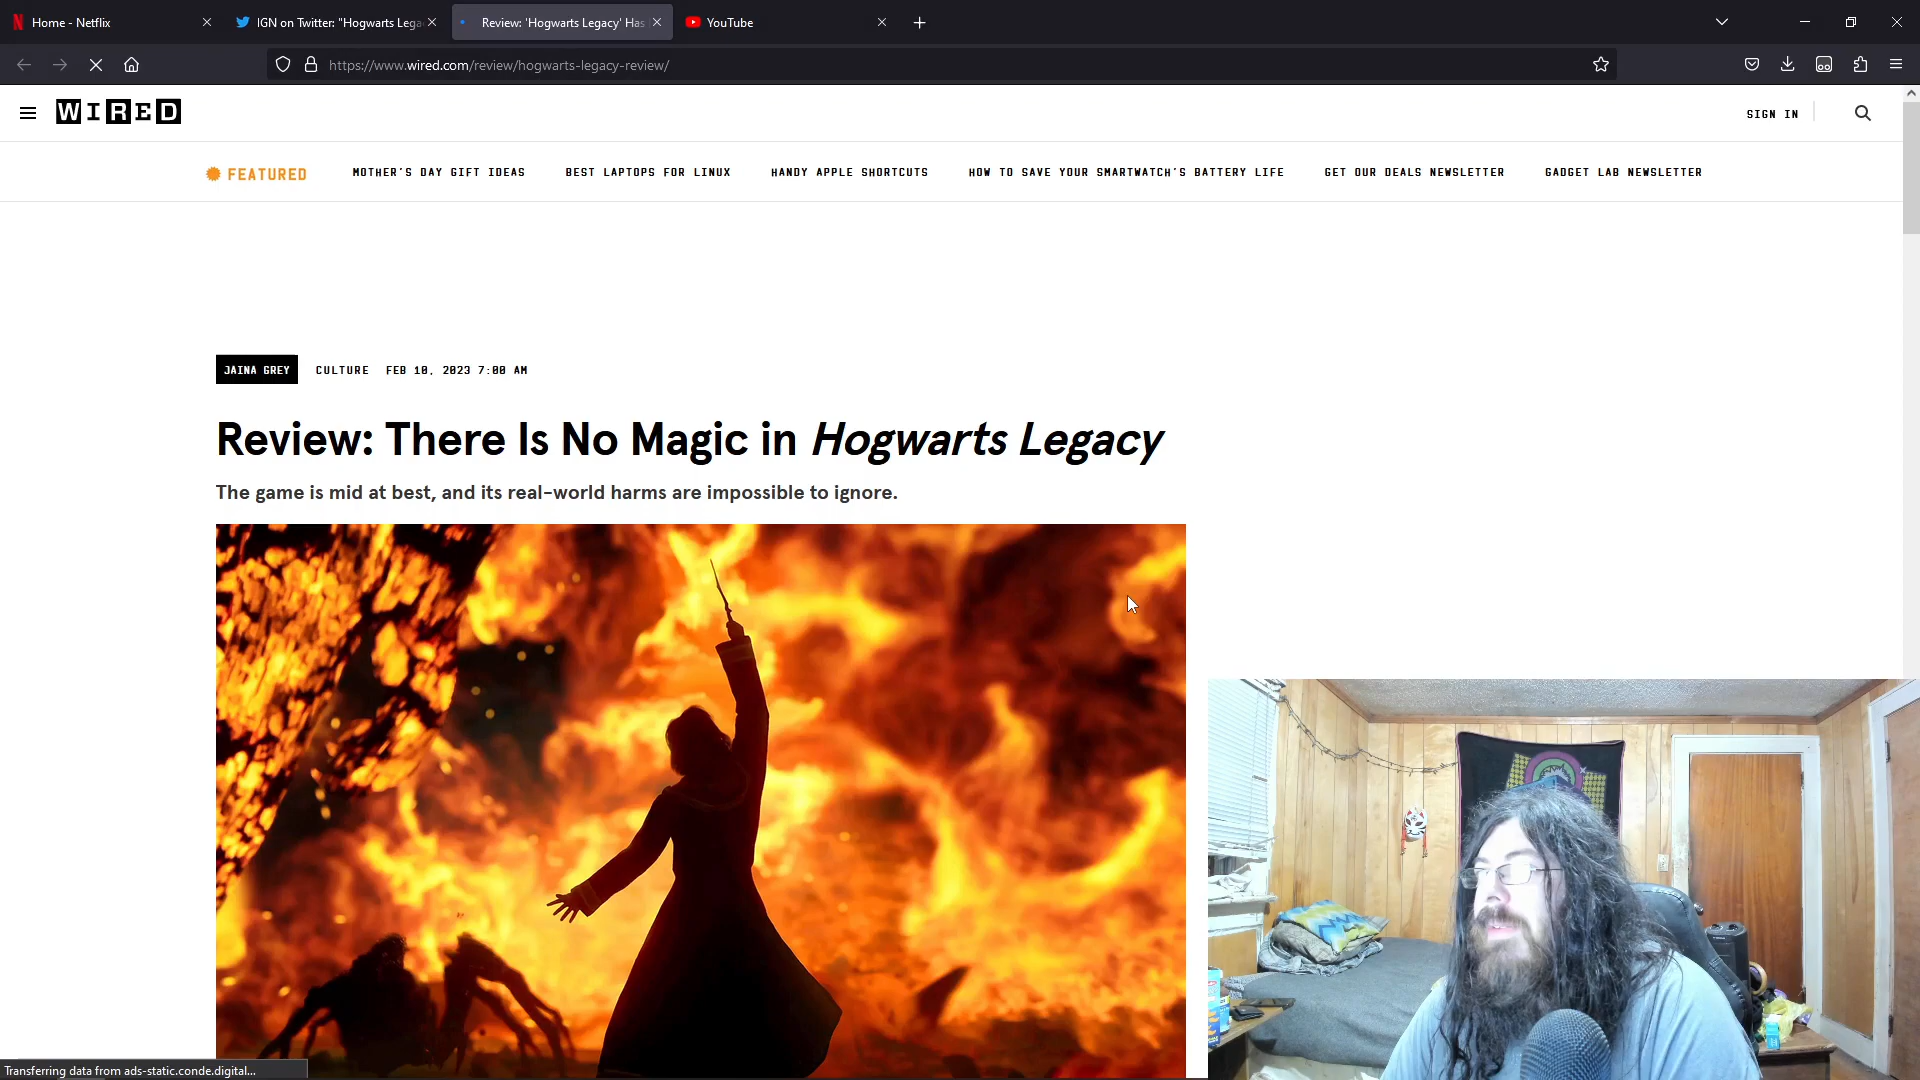 Home - Netflix
IGN on Twitter: "Hogwarts Lega
Review: 'Hogwarts Legacy' Has
YouTube
https://www.wired.com/review/hogwarts-legacy-review/
WIRED
SIGN IN
FEATURED
MOTHER'S DAY GIFT IDEAS
BEST LAPTOPS FOR LINUX
HANDY APPLE SHORTCUTS
HOW TO SAVE YOUR SMARTWATCH'S BATTERY LIFE
GET OUR DEALS NEWSLETTER
GADGET LAB NEWSLETTER
JAINA GREY
CULTURE
FEB 10, 2023 7:00 AM
Review: There Is No Magic in Hogwarts Legacy
The game is mid at best, and its real-world harms are impossible to ignore.
Transferring data from ads-static.conde.digital...